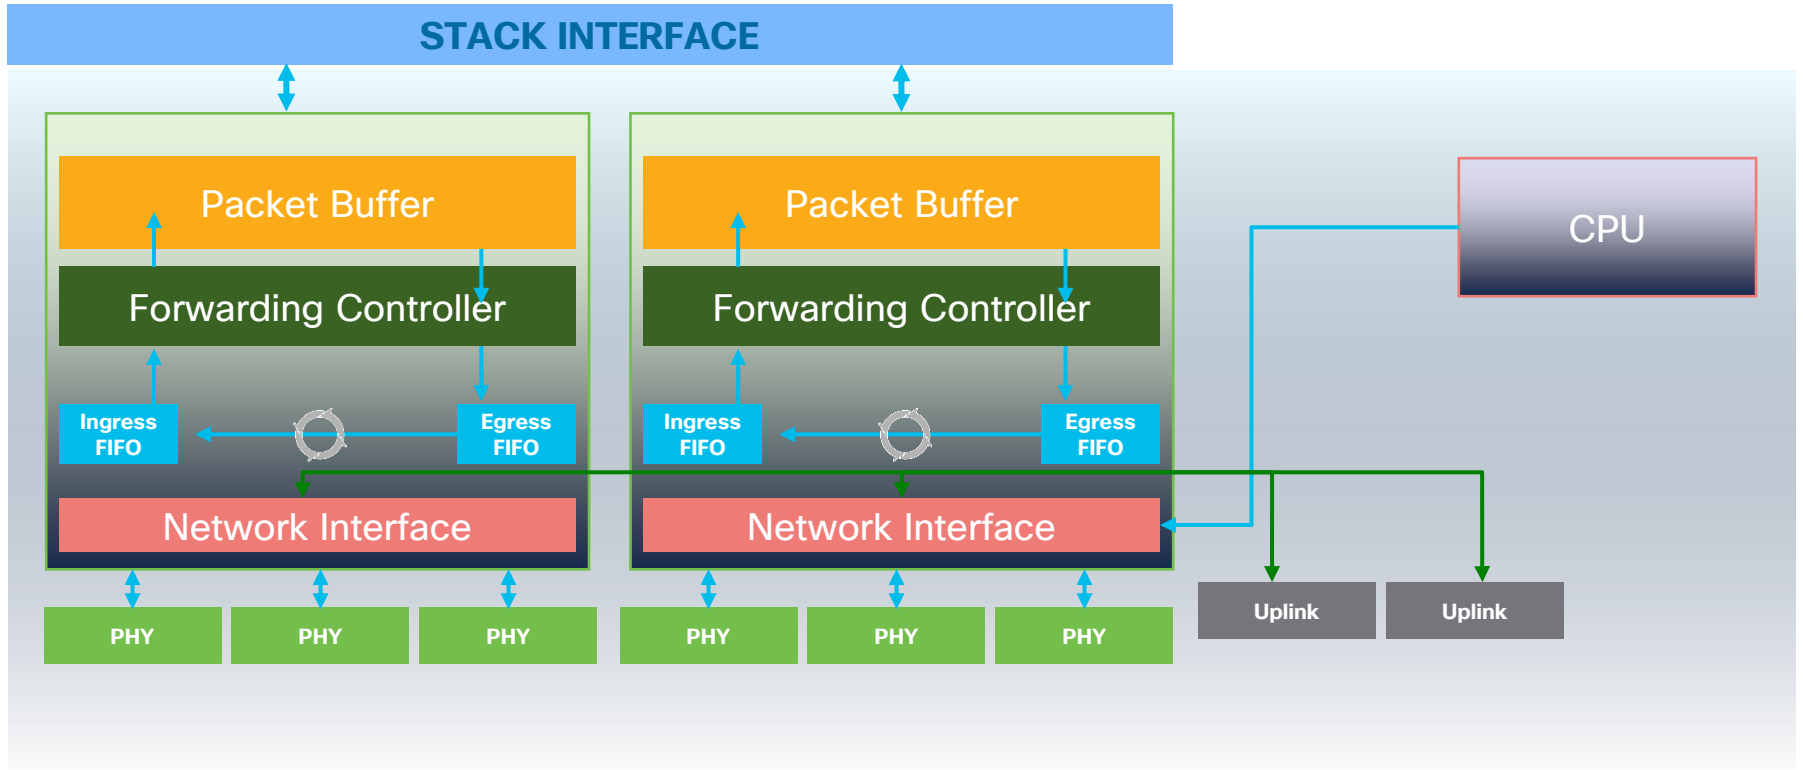 STACK INTERFACE
Packet Buffer
Forwarding Controller
Ingress
FIFO
Egress
FIFO
Network Interface
PHY
PHY
PHY
Packet Buffer
Forwarding Controller
Ingress
FIFO
Egress
FIFO
Network Interface
PHY
PHY
PHY
CPU
Uplink
Uplink